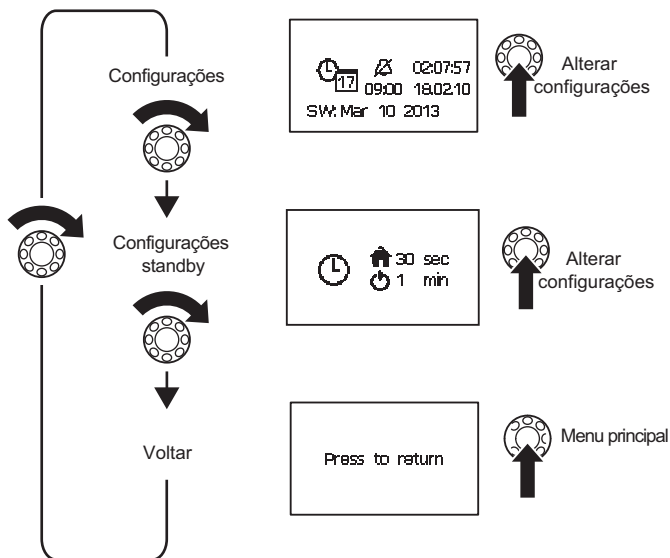 Configurações
17
02:07:57
09:00 18.02.10
SW: Mar 10 2013
Alterar
configurações
Configurações
standby
30 sec
1 min
Alterar
configurações
Voltar
Press to return
Menu principal